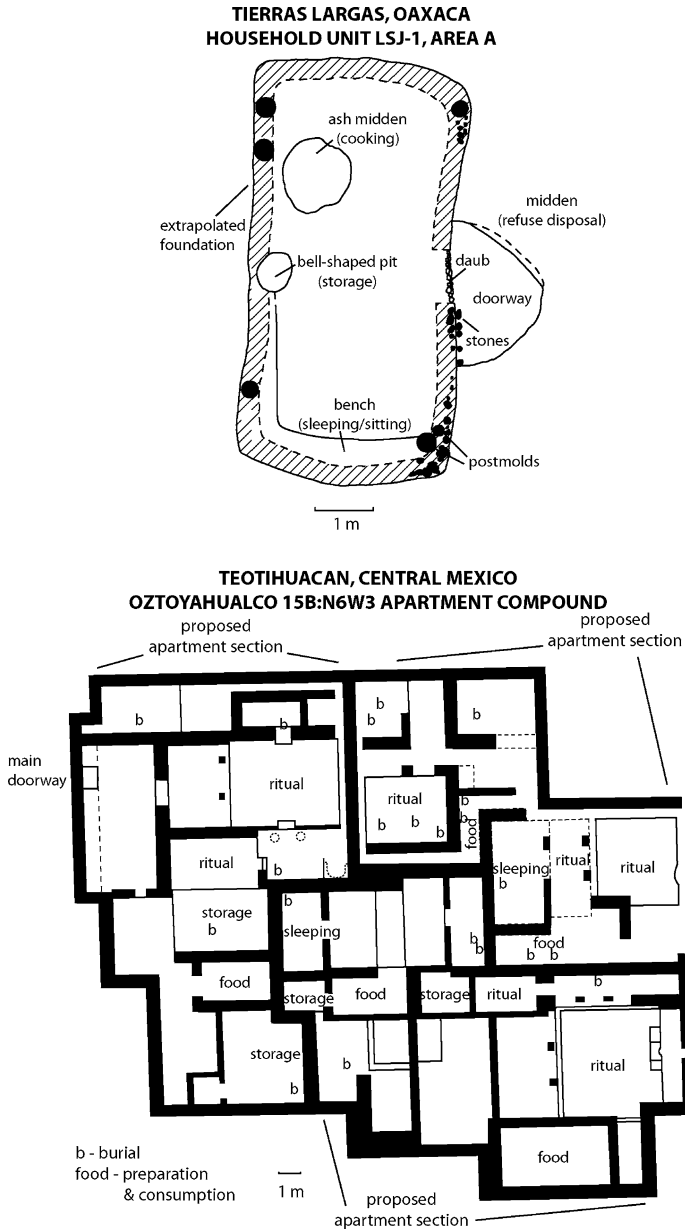 TIERRAS LARGAS, OAXACA
HOUSEHOLD UNIT LSJ-1, AREA A
ash midden
(cooking)
midden
(refuse disposal)
extrapolated
foundation
bell-shaped pit
(storage)
daub
doorway
stones
bench
(sleeping/sitting)
postmolds
1 m
TEOTIHUACAN, CENTRAL MEXICO
OZTOYAHUALCO 15B:N6W3 APARTMENT COMPOUND
proposed
apartment section
proposed
apartment section
main
doorway
b
b
b
b
b
ritual
ritual
b
b
b
b
b
food
ritual
b
storage
b
b
sleeping
sleeping
b
ritual
ritual
b
b
food
b
b
food
storage
food
storage
ritual
b
storage
b
b
ritual
food
b - burial
food - preparation
& consumption
1 m
proposed
apartment section